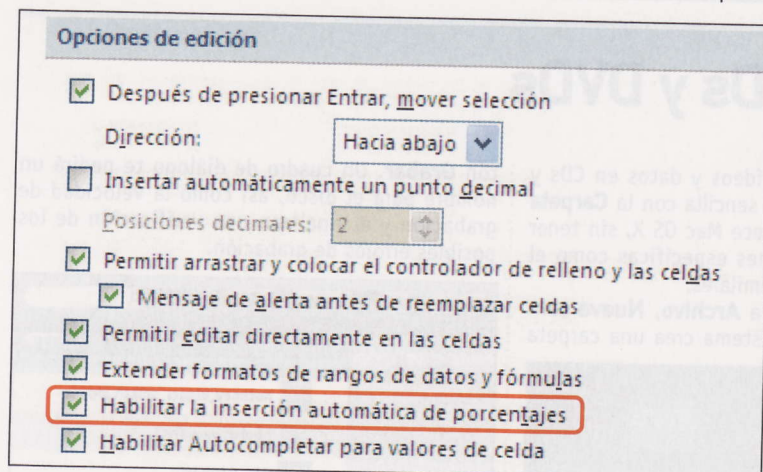 Opciones de edición
Después de presionar Entrar, mover selección
Dirección: Hacia abajo
Insertar automáticamente un punto decimal
Posiciones decimales: 2
Permitir arrastrar y colocar el controlador de relleno y las celdas
Mensaje de alerta antes de reemplazar celdas
Permitir editar directamente en las celdas
Extender formatos de rangos de datos y fórmulas
Habilitar la inserción automática de porcentajes
Habilitar Autocompletar para valores de celda